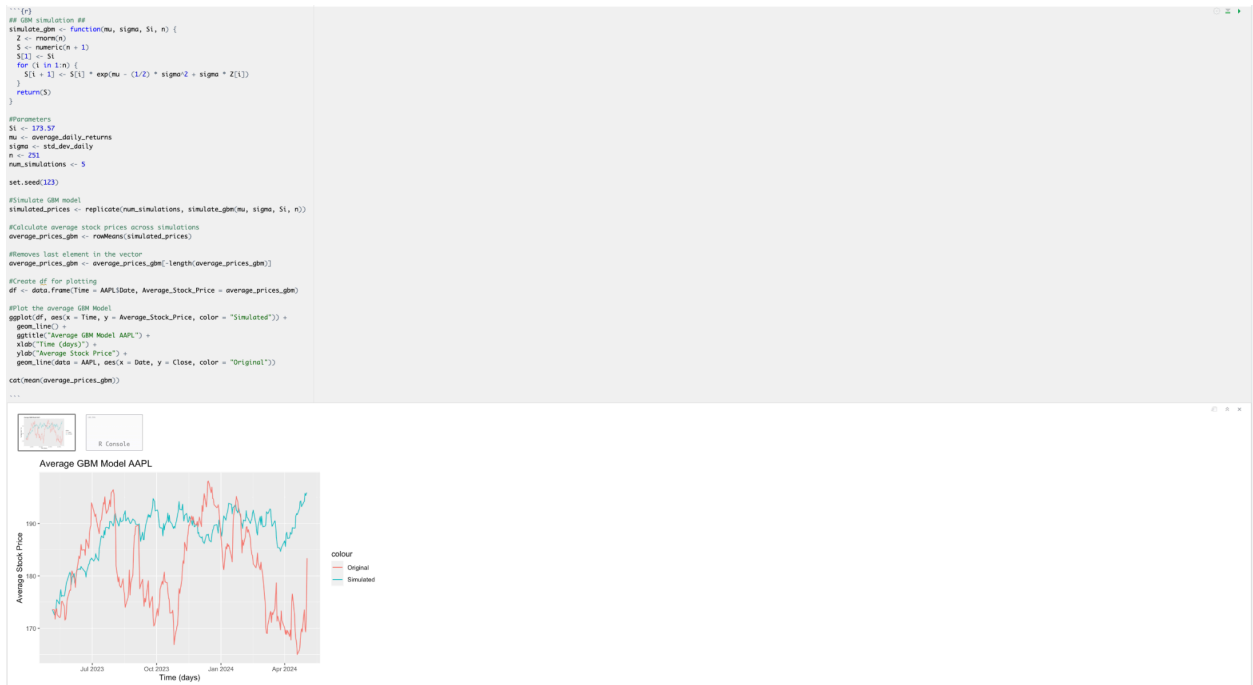 ```{r}
## GBM simulation ##
simulate_gbm <- function(mu, sigma, Si, n) {
  Z <- rnorm(n)
  S <- numeric(n + 1)
  S[1] <- Si
  for (i in 1:n) {
    S[i + 1] <- S[i] * exp(mu - (1/2) * sigma^2 + sigma * Z[i])
  }
  return(S)
}
#Parameters
Si <- 173.57
mu <- average_daily_returns
sigma <- std_dev_daily
n <- 251
num_simulations <- 5
set.seed(123)
#Simulate GBM model
simulated_prices <- replicate(num_simulations, simulate_gbm(mu, sigma, Si, n))
#Calculate average stock prices across simulations
average_prices_gbm <- rowMeans(simulated_prices)
#Removes last element in the vector
average_prices_gbm <- average_prices_gbm[-length(average_prices_gbm)]
#Create df for plotting
df <- data.frame(Time = AAPL$Date, Average_Stock_Price = average_prices_gbm)
#Plot the average GBM Model
ggplot(df, aes(x = Time, y = Average_Stock_Price, color = "Simulated")) +
  geom_line() +
  ggtitle("Average GBM Model AAPL") +
  xlab("Time (days)") +
  ylab("Average Stock Price") +
  geom_line(data = AAPL, aes(x = Date, y = Close, color = "Original"))
cat(mean(average_prices_gbm))
```
R Console
Average GBM Model AAPL
Average Stock Price
190
180
170
Jul 2023 Oct 2023 Jan 2024 Apr 2024
Time (days)
colour
Original
Simulated